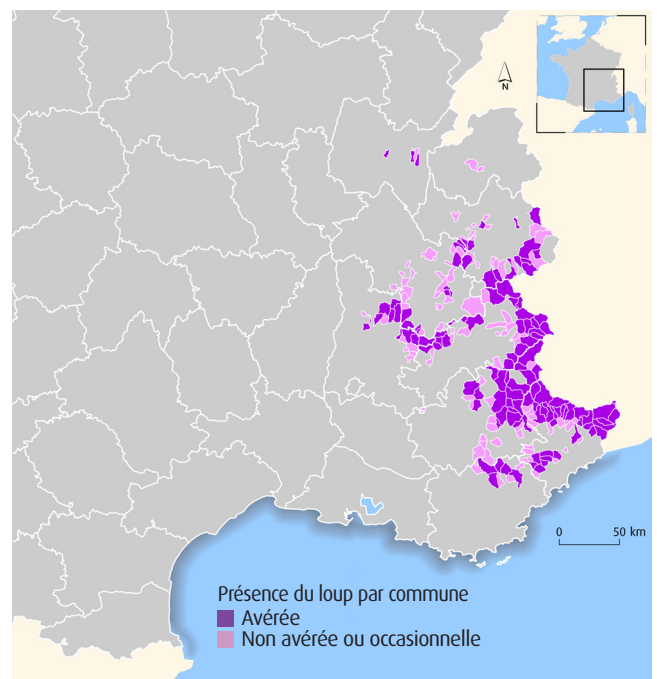 N
0 50 km
Présence du loup par commune
Avérée
Non avérée ou occasionnelle